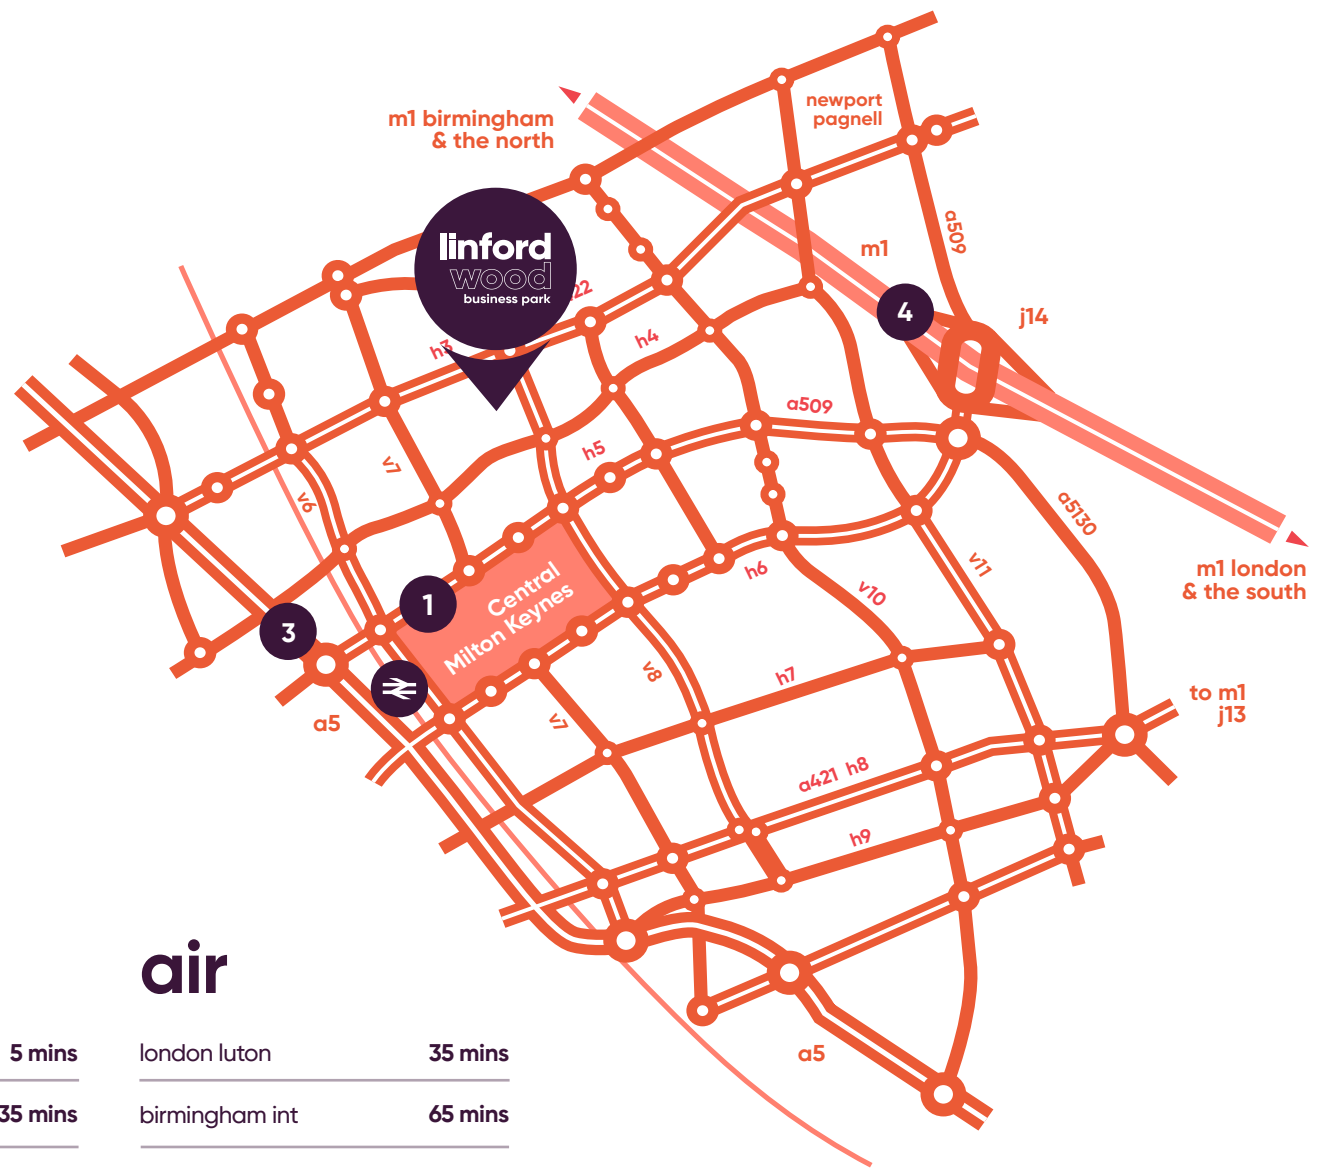 newport
pagnell
m1 birmingham
& the north
linford
wood
business park
a509
m1
22
4
j14
h3
h4
a509
h5
v7
v6
a5130
v11
m1 london
& the south
h6
v10
Central
Milton Keynes
1
3
v8
h7
a5
v7
to m1
j13
a421 h8
h9
air
5 mins
london luton
35 mins
35 mins
birmingham int
65 mins
a5